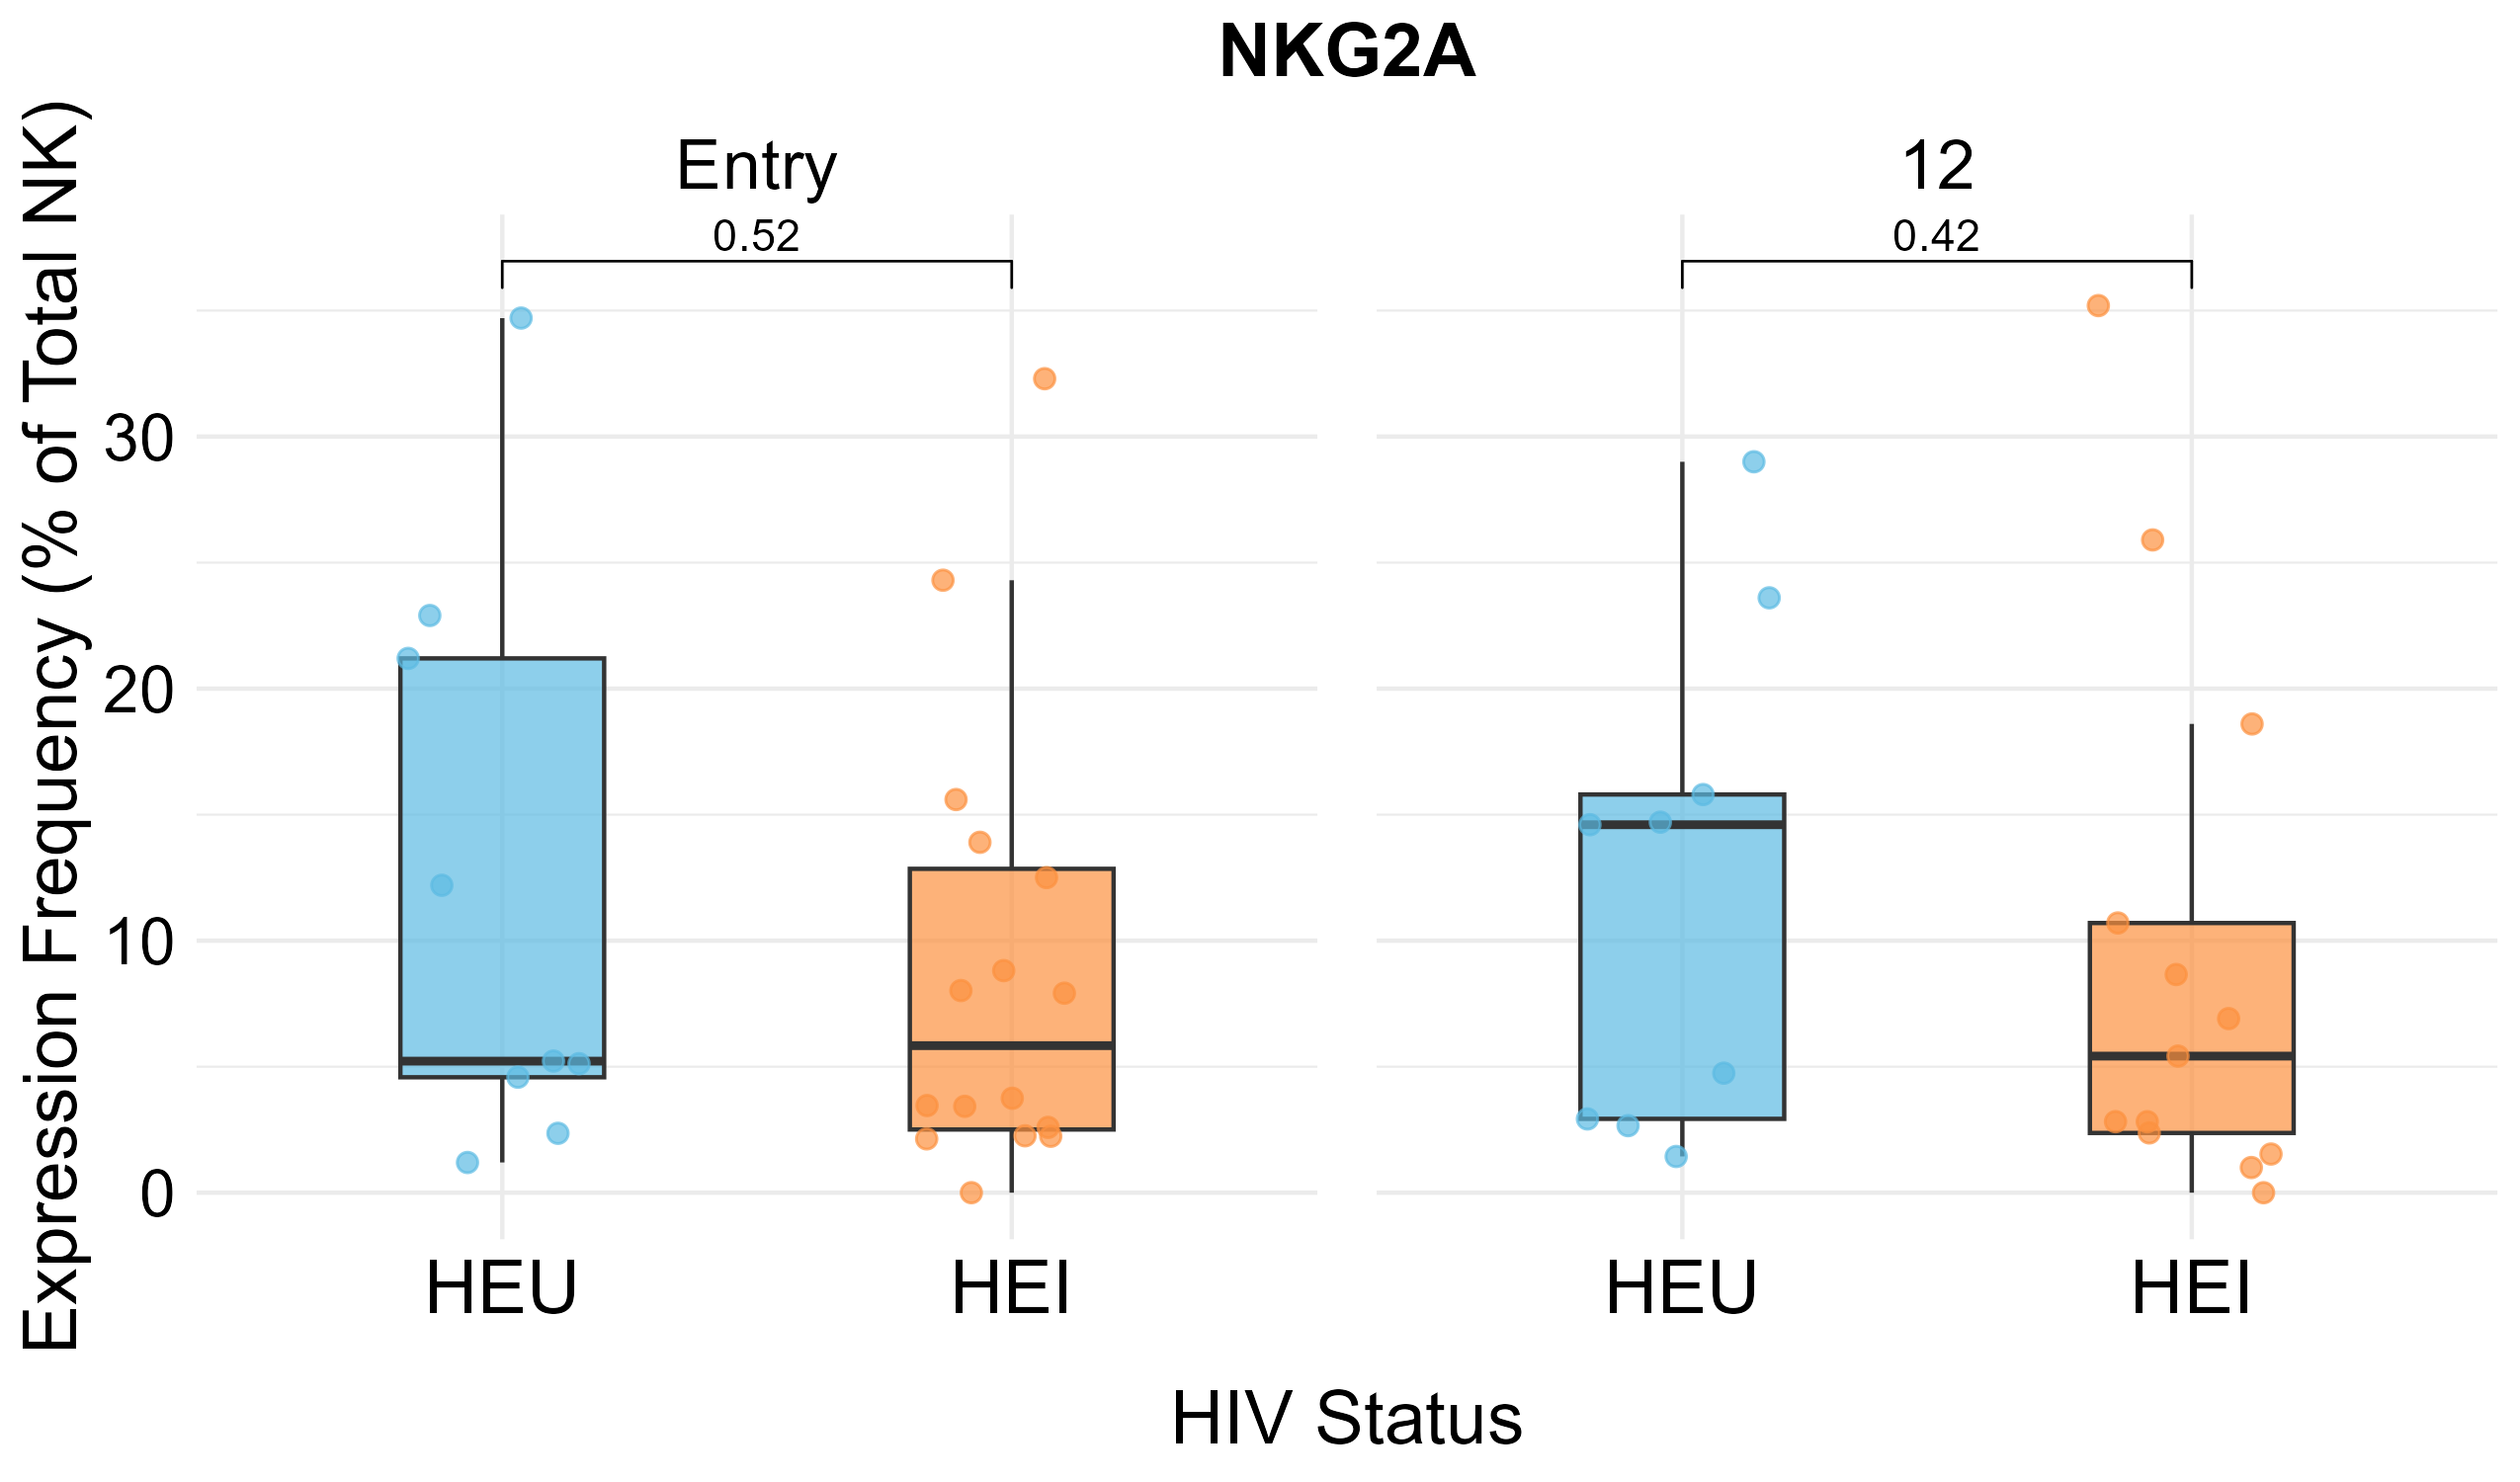 NKG2A
Entry
12
0.52
0.42
Expression Frequency (% of Total NK)
30
20
10
0
HEU
HEI
HEU
HEI
HIV Status